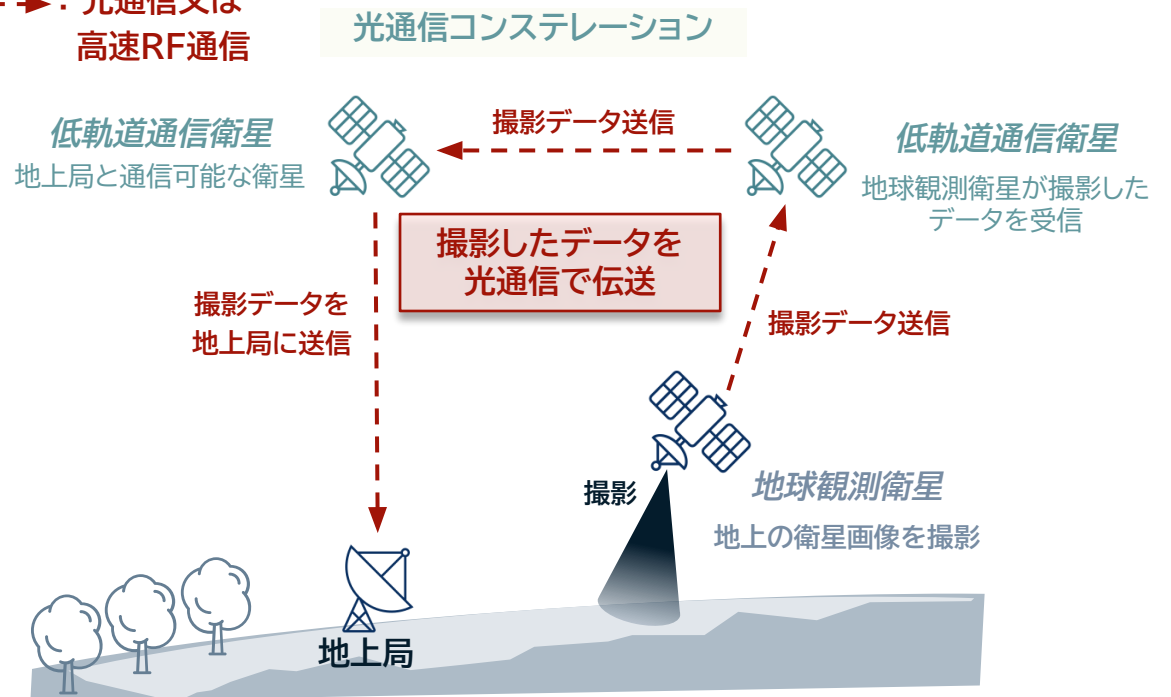 ：光通信又は
高速RF通信
光通信コンステレーション
低軌道通信衛星
地上局と通信可能な衛星
撮影データ送信
低軌道通信衛星
地球観測衛星が撮影した
データを受信
撮影したデータを
光通信で伝送
撮影データを
地上局に送信
撮影データ送信
撮影
地球観測衛星
地上の衛星画像を撮影
地上局